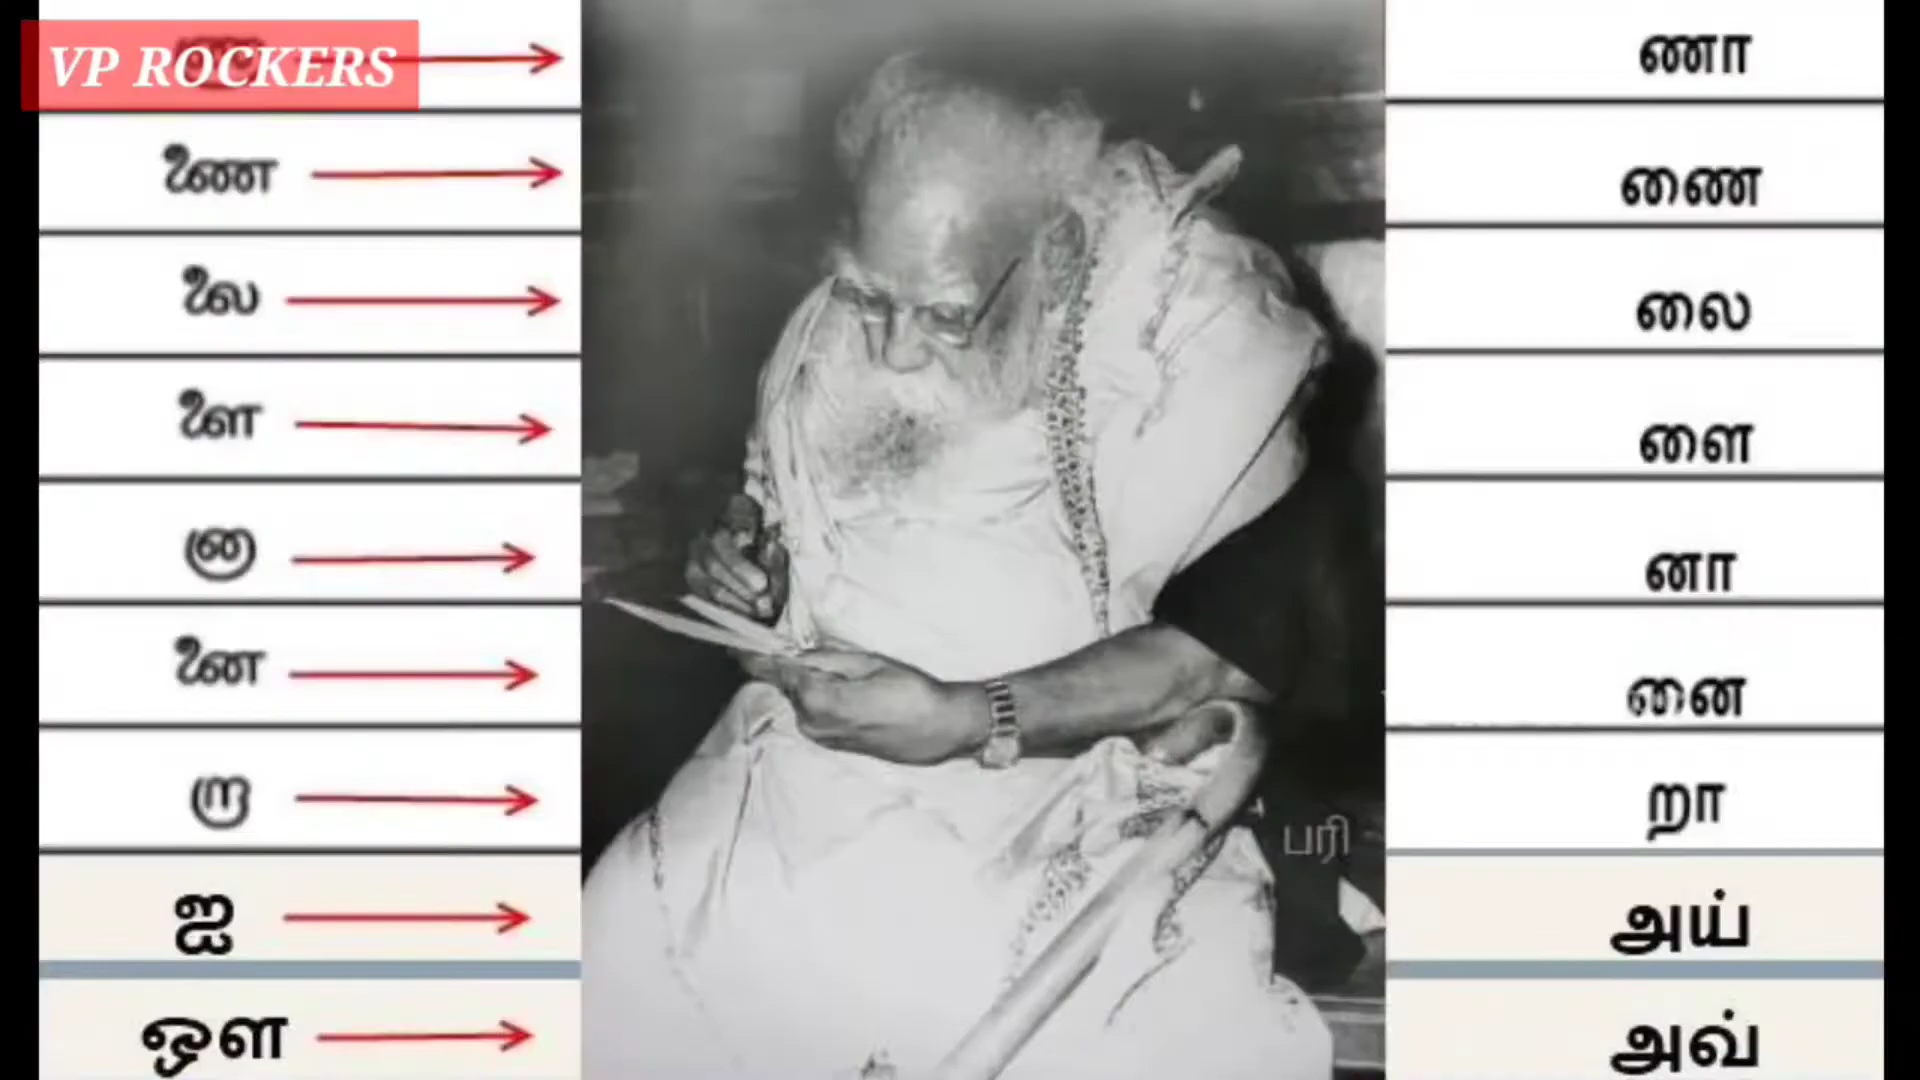 VP ROCKERS
ணா
ணை ணை
லை லை
ளை ளை
னா னா
னை னை
றா றா
பரி
ஐ அய்
ஔ அவ்